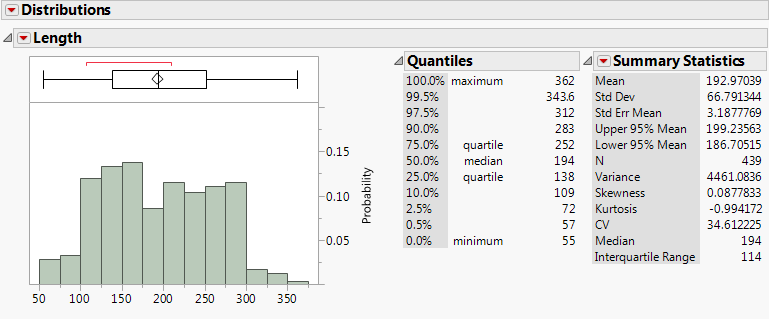 Distributions
Length
0.15
0.10
0.05
Probability
50 100 150 200 250 300 350
Quantiles
100.0% maximum 362
99.5% 343.6
97.5% 312
90.0% 283
75.0% quartile 252
50.0% median 194
25.0% quartile 138
10.0% 109
2.5% 72
0.5% 57
0.0% minimum 55
Summary Statistics
Mean 192.97039
Std Dev 66.791344
Std Err Mean 3.1877769
Upper 95% Mean 199.23563
Lower 95% Mean 186.70515
N 439
Variance 4461.0836
Skewness 0.0877833
Kurtosis -0.994172
CV 34.612225
Median 194
Interquartile Range 114